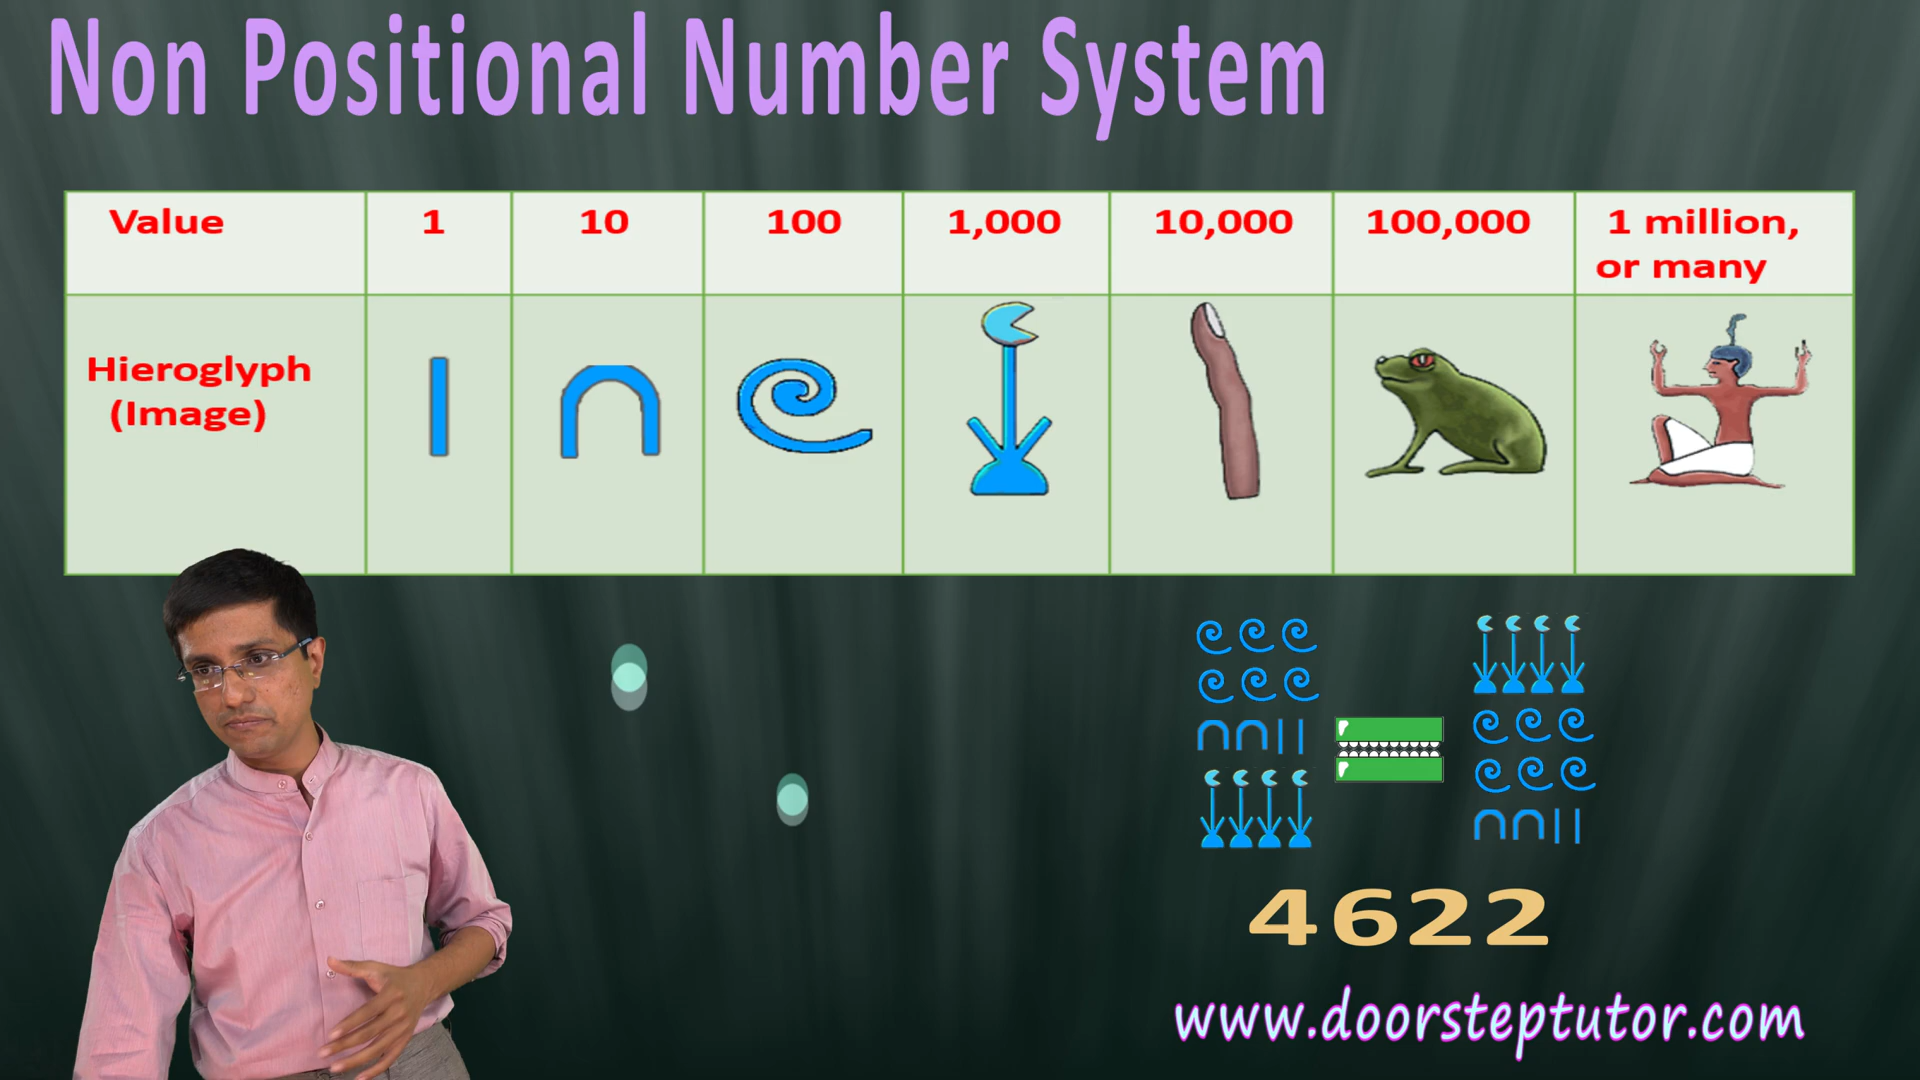 Non Positional Number System
Value 1 10 100 1,000 10,000 100,000 1 million,
or many
Hieroglyph
(Image)
4622
www.doorsteptutor.com